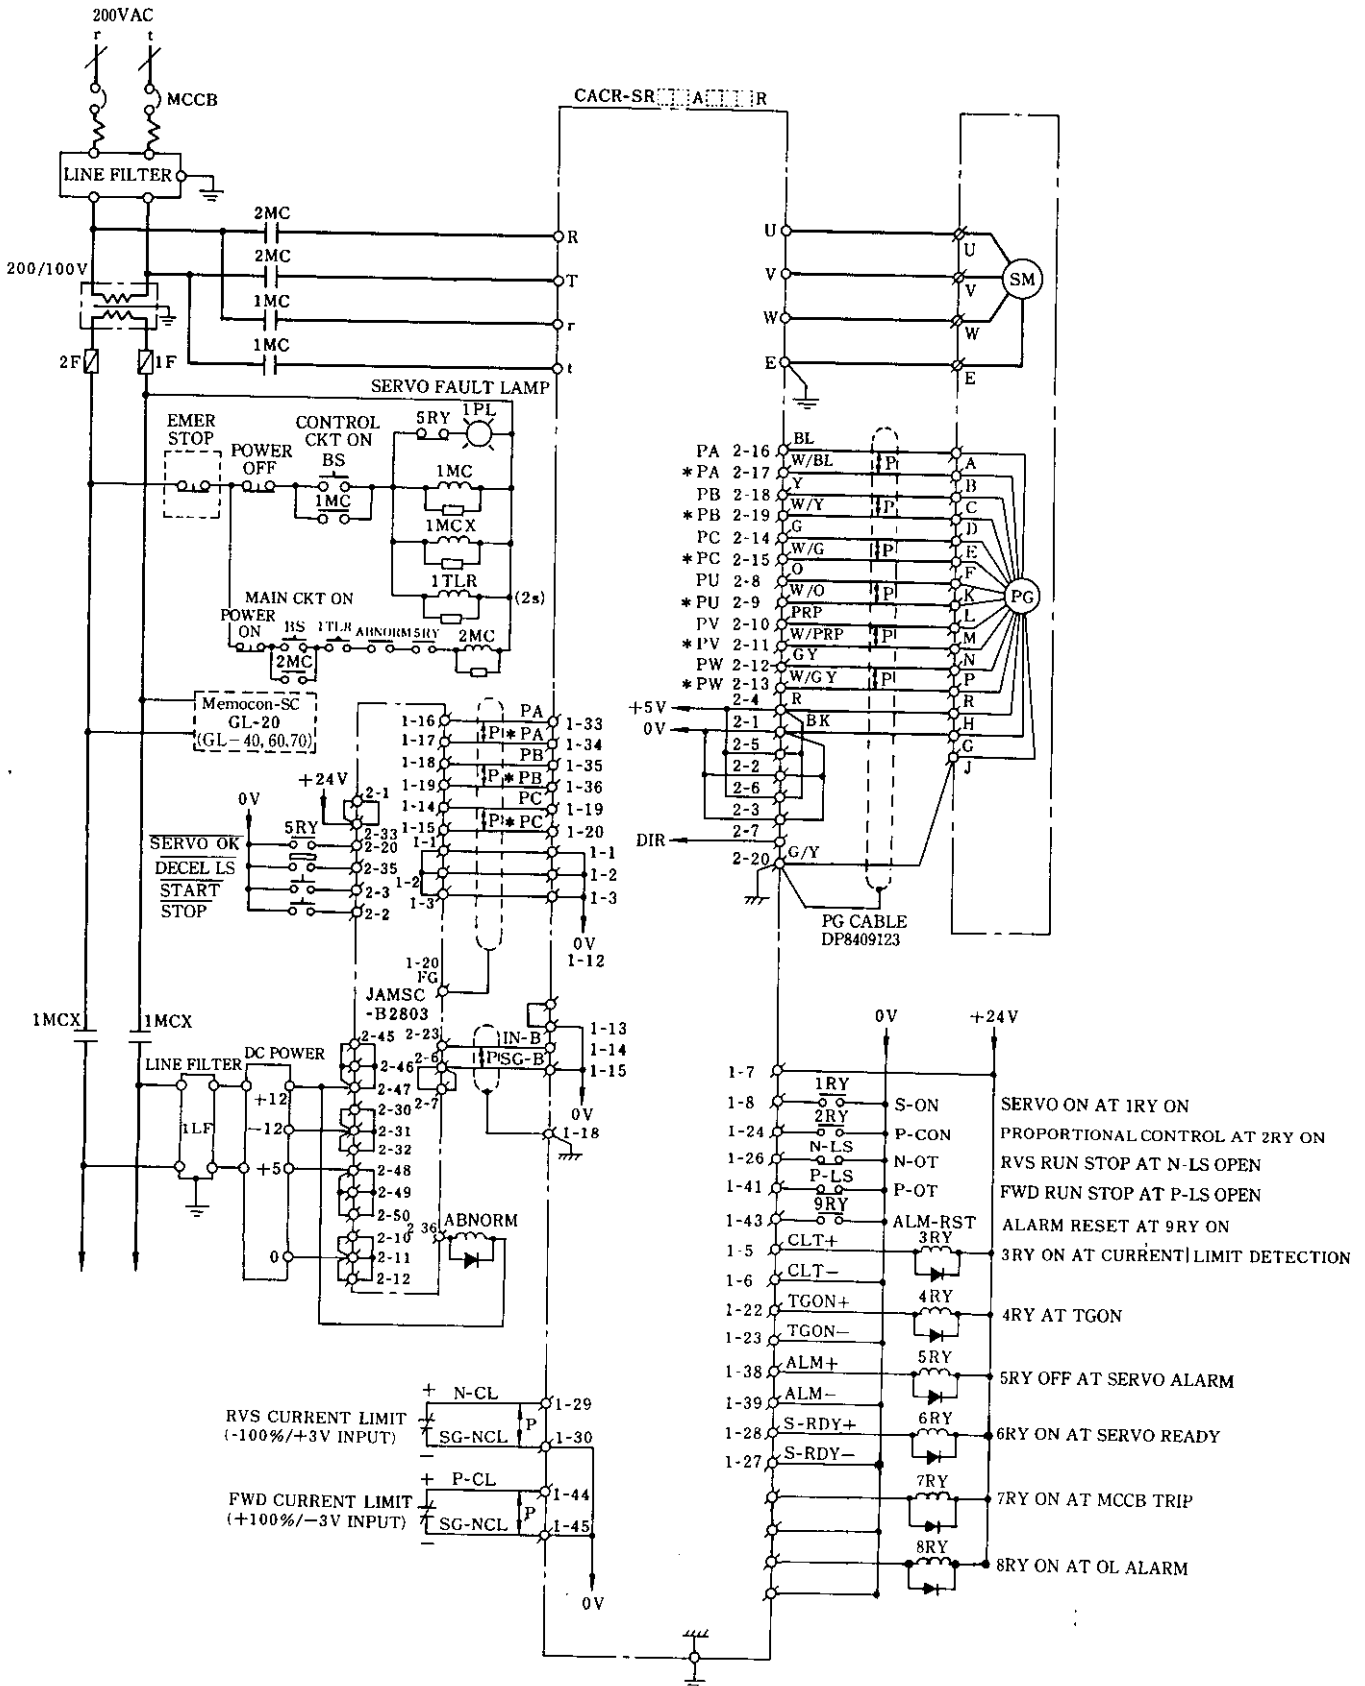 200VAC
r t
MCCB
LINE FILTER
200/100V
2F 1F
2MC
2MC
1MC
1MC
CACR-SR A R
R
T
r
t
U
V
W
E
U
V
W
E
SM
SERVO FAULT LAMP
EMER
STOP
POWER
OFF
CONTROL
CKT ON
BS
1MC
5RY
1PL
1MC
1MCX
1TLR
(2s)
MAIN CKT ON
POWER
ON
BS
1TLR
ABNORM
5RY
2MC
2MC
Memocon-SC
GL-20
(GL-40, 60.70)
PA 2-16 BL
*PA 2-17 W/BL
PB 2-18 Y
*PB 2-19 W/Y
PC 2-14 G
*PC 2-15 W/G
PU 2-8 O
*PU 2-9 W/O
PV 2-10 PRP
*PV 2-11 W/PRP
PW 2-12 GY
*PW 2-13 W/GY
P
P
P
P
P
P
A
B
C
D
E
F
K
L
M
N
P
R
H
G
J
PG
+5V
0V
2-4 R
2-1 BK
2-5
2-2
2-6
2-3
DIR 2-7
2-20 G/Y
PG CABLE
DP8409123
0V +24V
2-1
2-33
SERVO OK 5RY 2-20
DECEL LS 2-35
START 2-3
STOP 2-2
1-16 PA 1-33
1-17 P *PA 1-34
1-18 PB 1-35
1-19 P *PB 1-36
1-14 PC 1-19
1-15 P *PC 1-20
1-1 1-1
1-2 1-2
1-3 1-3
0V
1-12
1-20
FG
JAMSC
-B2803
2-23 IN-B
2-6 P SG-B
2-7
1-13
1-14
1-15
0V
1-18
1MCX 1MCX
LINE FILTER DC POWER
1LF
+12
-12
+5
0
2-45
2-46
2-47
2-30
2-31
2-32
2-48
2-49
2-50
2-10
2-11
2-12
2 36 ABNORM
0V +24V
1-7
1-8 1RY S-ON SERVO ON AT 1RY ON
1-24 2RY P-CON PROPORTIONAL CONTROL AT 2RY ON
1-26 N-LS N-OT RVS RUN STOP AT N-LS OPEN
1-41 P-LS P-OT FWD RUN STOP AT P-LS OPEN
1-43 9RY ALM-RST ALARM RESET AT 9RY ON
1-5 CLT+ 3RY 3RY ON AT CURRENT LIMIT DETECTION
1-6 CLT-
1-22 TGON+ 4RY 4RY AT TGON
1-23 TGON-
1-38 ALM+ 5RY 5RY OFF AT SERVO ALARM
1-39 ALM-
1-28 S-RDY+ 6RY 6RY ON AT SERVO READY
1-27 S-RDY-
7RY 7RY ON AT MCCB TRIP
8RY 8RY ON AT OL ALARM
RVS CURRENT LIMIT
(-100%/+3V INPUT)
+ N-CL 1-29
P
- SG-NCL 1-30
FWD CURRENT LIMIT
(+100%/-3V INPUT)
+ P-CL 1-44
P
- SG-NCL 1-45
0V